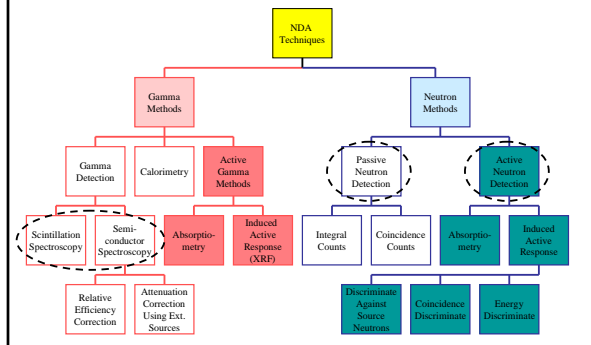 NDA
Techniques
Gamma
Methods
Neutron
Methods
Gamma
Detection
Calorimetry
Active
Gamma
Methods
Passive
Neutron
Detection
Active
Neutron
Detection
Scintillation
Spectroscopy
Semi-
conductor
Spectroscopy
Absorptio-
metry
Induced
Active
Response
(XRF)
Integral
Counts
Coincidence
Counts
Absorptio-
metry
Induced
Active
Response
Relative
Efficiency
Correction
Attenuation
Correction
Using Ext.
Sources
Discriminate
Against
Source
Neutrons
Coincidence
Discriminate
Energy
Discriminate